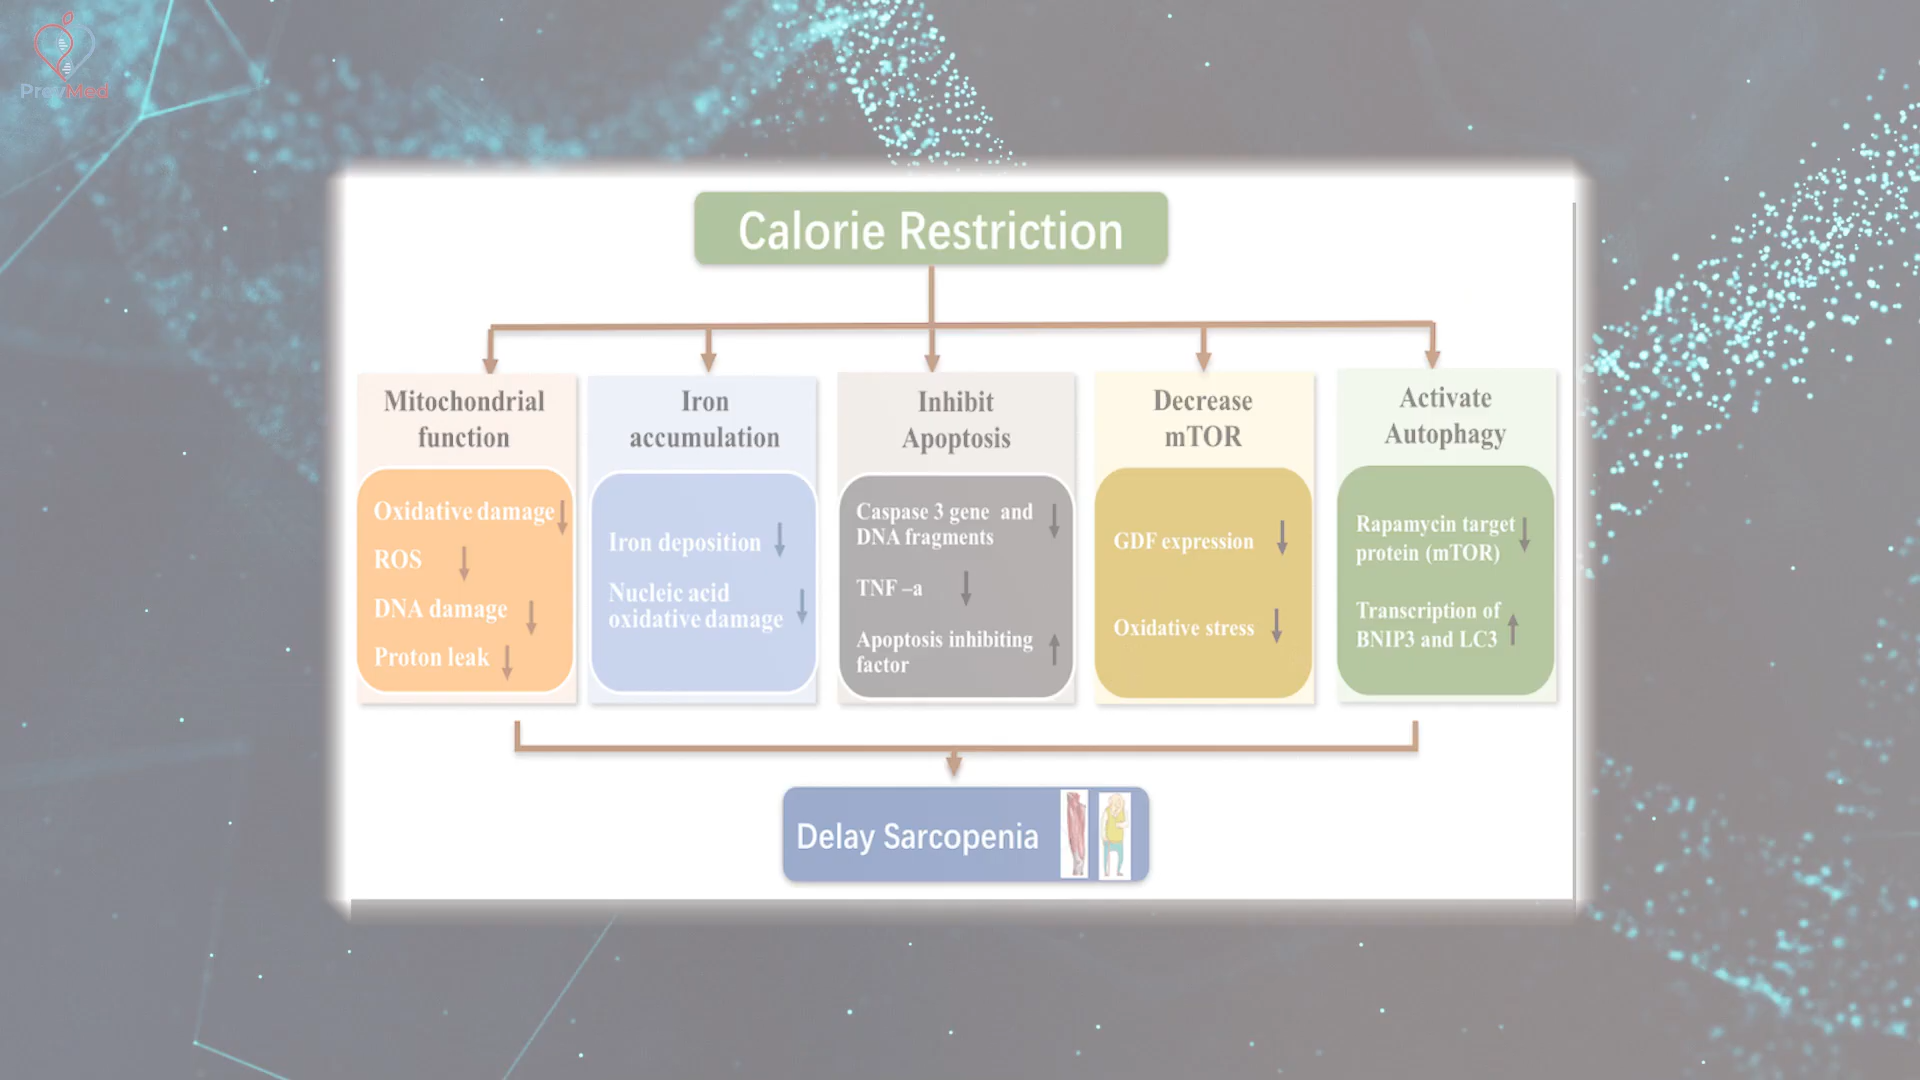 PrevMed
Calorie Restriction
Mitochondrial
function
Oxidative damage
ROS
DNA damage
Proton leak
Iron
accumulation
Iron deposition
Nucleic acid
oxidative damage
Inhibit
Apoptosis
Caspase 3 gene and
DNA fragments
TNF –a
Apoptosis inhibiting
factor
Decrease
mTOR
GDF expression
Oxidative stress
Activate
Autophagy
Rapamycin target
protein (mTOR)
Transcription of
BNIP3 and LC3
Delay Sarcopenia